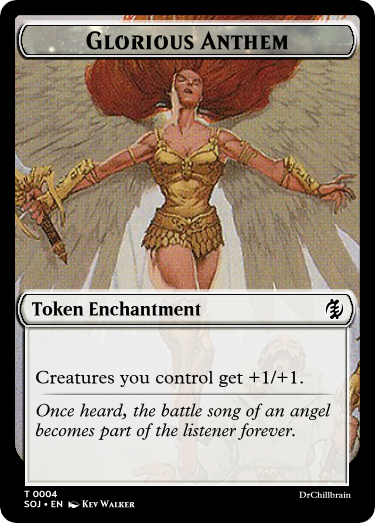 Glorious Anthem
Token Enchantment
Creatures you control get +1/+1.
Once heard, the battle song of an angel
becomes part of the listener forever.
T 0004
SOJ • EN Kev Walker
DrChillbrain